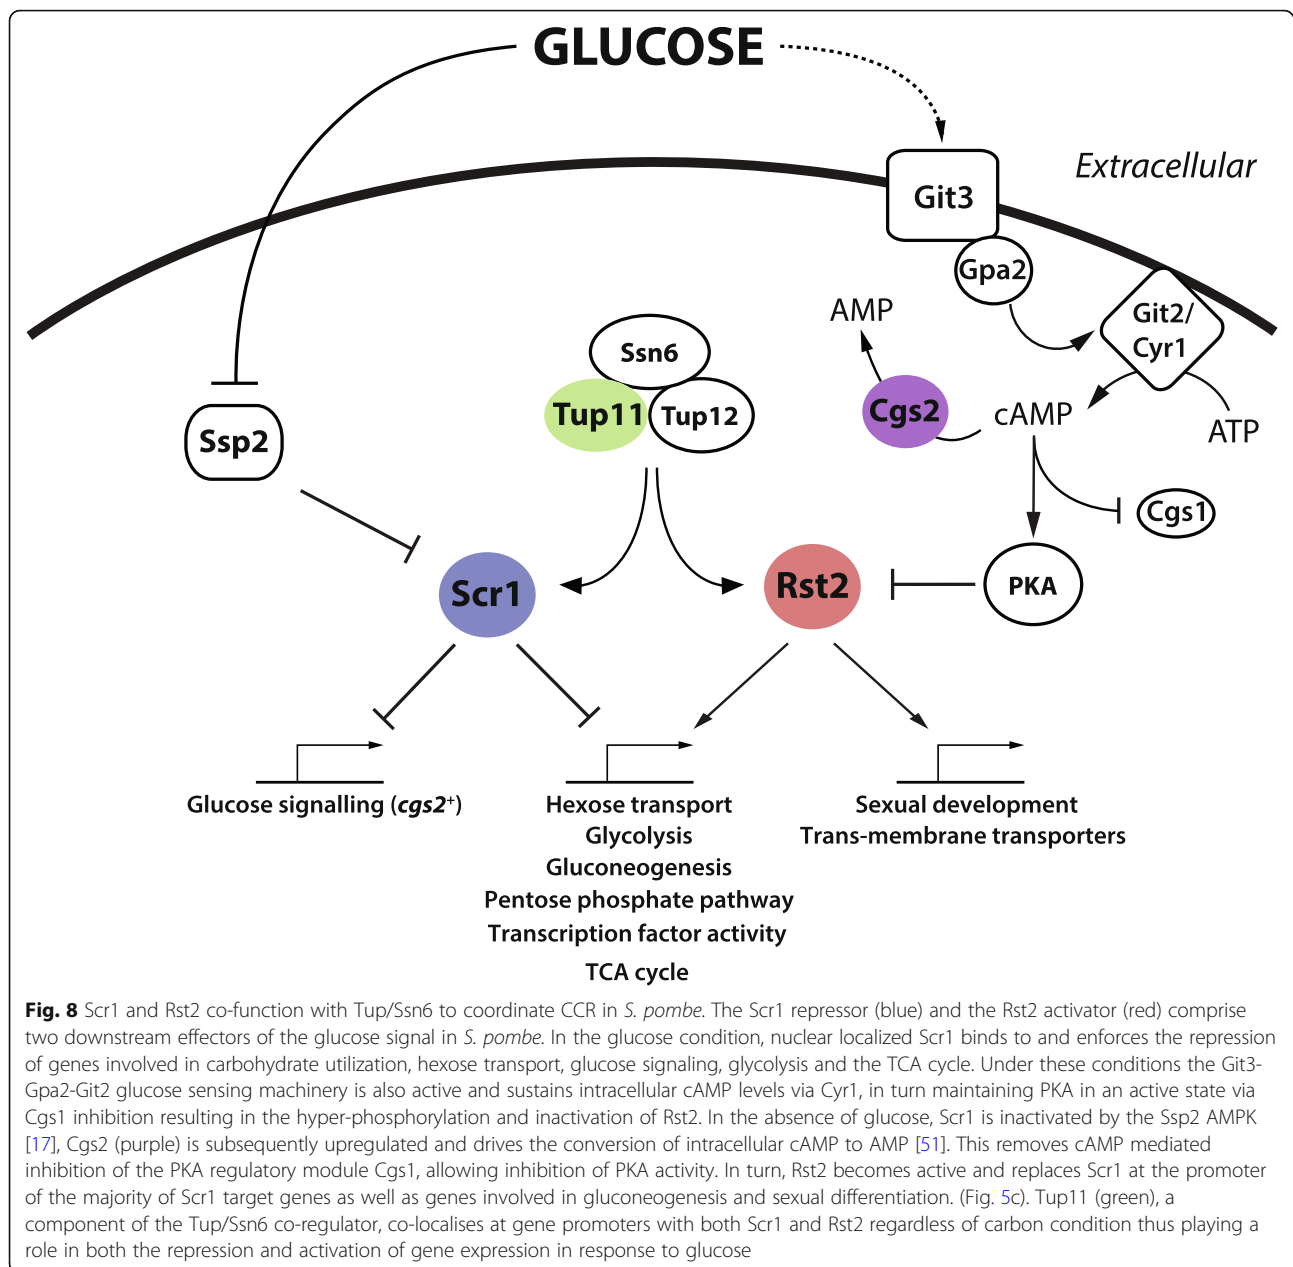 GLUCOSE
Extracellular
Git3
Gpa2
Git2/
Cyr1
AMP
Ssn6
Tup11
Tup12
Cgs2
cAMP
ATP
Ssp2
Cgs1
Scr1
Rst2
PKA
Glucose signalling (cgs2+)
Hexose transport
Glycolysis
Gluconeogenesis
Pentose phosphate pathway
Transcription factor activity
TCA cycle
Sexual development
Trans-membrane transporters
Fig. 8 Scr1 and Rst2 co-function with Tup/Ssn6 to coordinate CCR in S. pombe. The Scr1 repressor (blue) and the Rst2 activator (red) comprise
two downstream effectors of the glucose signal in S. pombe. In the glucose condition, nuclear localized Scr1 binds to and enforces the repression
of genes involved in carbohydrate utilization, hexose transport, glucose signaling, glycolysis and the TCA cycle. Under these conditions the Git3-
Gpa2-Git2 glucose sensing machinery is also active and sustains intracellular cAMP levels via Cyr1, in turn maintaining PKA in an active state via
Cgs1 inhibition resulting in the hyper-phosphorylation and inactivation of Rst2. In the absence of glucose, Scr1 is inactivated by the Ssp2 AMPK
[17], Cgs2 (purple) is subsequently upregulated and drives the conversion of intracellular cAMP to AMP [51]. This removes cAMP mediated
inhibition of the PKA regulatory module Cgs1, allowing inhibition of PKA activity. In turn, Rst2 becomes active and replaces Scr1 at the promoter
of the majority of Scr1 target genes as well as genes involved in gluconeogenesis and sexual differentiation. (Fig. 5c). Tup11 (green), a
component of the Tup/Ssn6 co-regulator, co-localises at gene promoters with both Scr1 and Rst2 regardless of carbon condition thus playing a
role in both the repression and activation of gene expression in response to glucose